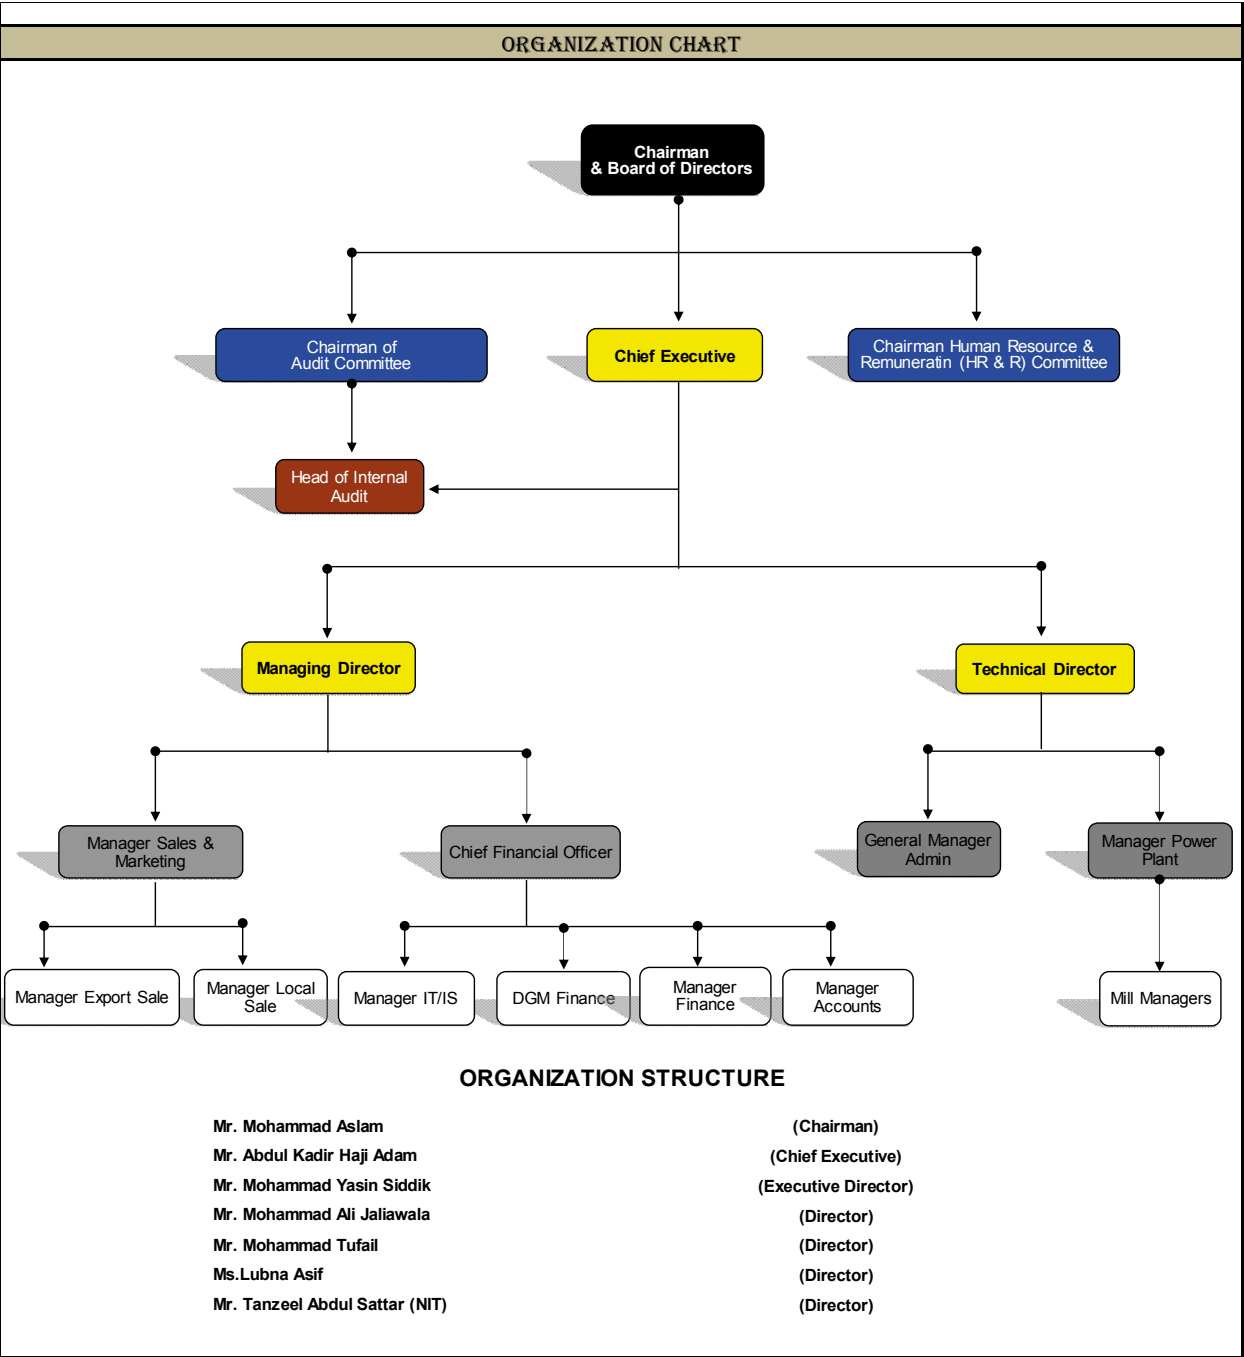 ORGANIZATION CHART
Chairman
& Board of Directors
Chairman of
Audit Committee
Chief Executive
Chairman Human Resource &
Remuneratin (HR & R) Committee
Head of Internal
Audit
Managing Director
Technical Director
Manager Sales &
Marketing
Chief Financial Officer
General Manager
Admin
Manager Power
Plant
Manager Export Sale
Manager Local
Sale
Manager IT/IS
DGM Finance
Manager
Finance
Manager
Accounts
Mill Managers
ORGANIZATION STRUCTURE
Mr. Mohammad Aslam (Chairman)
Mr. Abdul Kadir Haji Adam (Chief Executive)
Mr. Mohammad Yasin Siddik (Executive Director)
Mr. Mohammad Ali Jaliawala (Director)
Mr. Mohammad Tufail (Director)
Ms.Lubna Asif (Director)
Mr. Tanzeel Abdul Sattar (NIT) (Director)